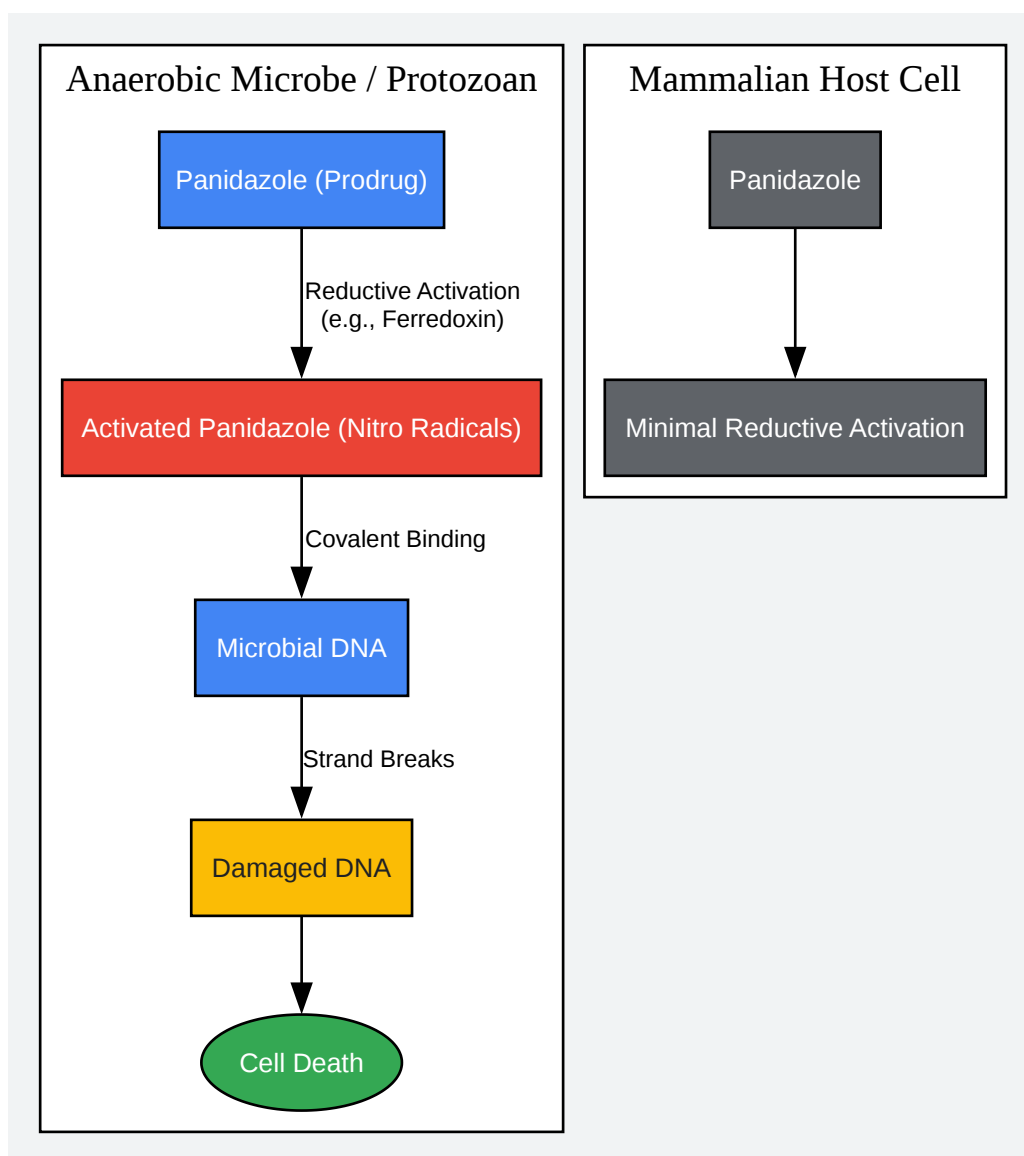 Anaerobic Microbe / Protozoan
Panidazole (Prodrug)
Reductive Activation
(e.g., Ferredoxin)
Activated Panidazole (Nitro Radicals)
Covalent Binding
Microbial DNA
Strand Breaks
Damaged DNA
Cell Death
Mammalian Host Cell
Panidazole
Minimal Reductive Activation